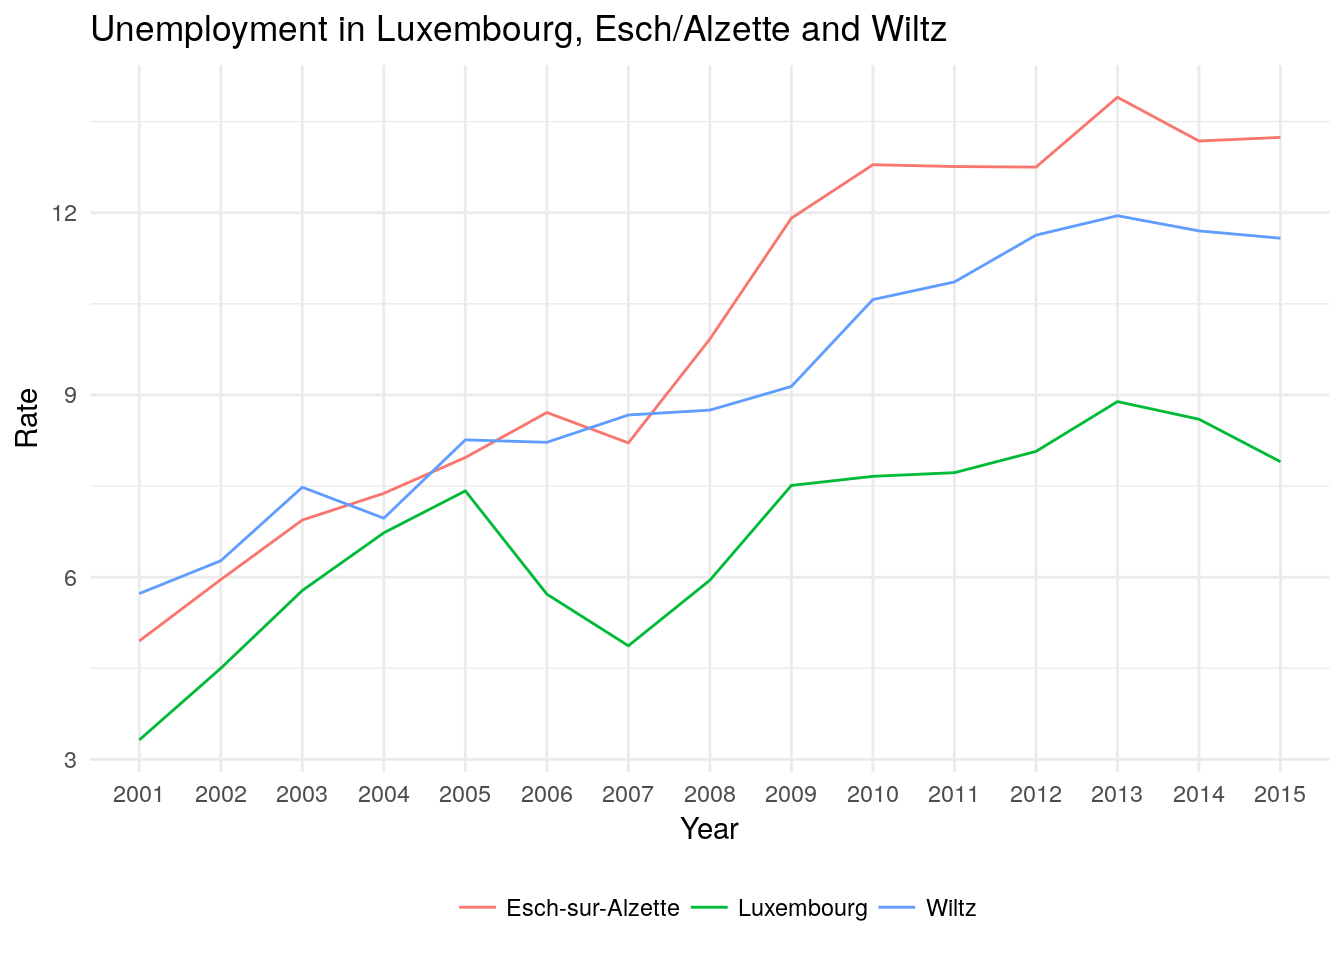 Unemployment in Luxembourg, Esch/Alzette and Wiltz
12
9
6
3
Rate
2001 2002 2003 2004 2005 2006 2007 2008 2009 2010 2011 2012 2013 2014 2015
Year
Esch-sur-Alzette Luxembourg Wiltz